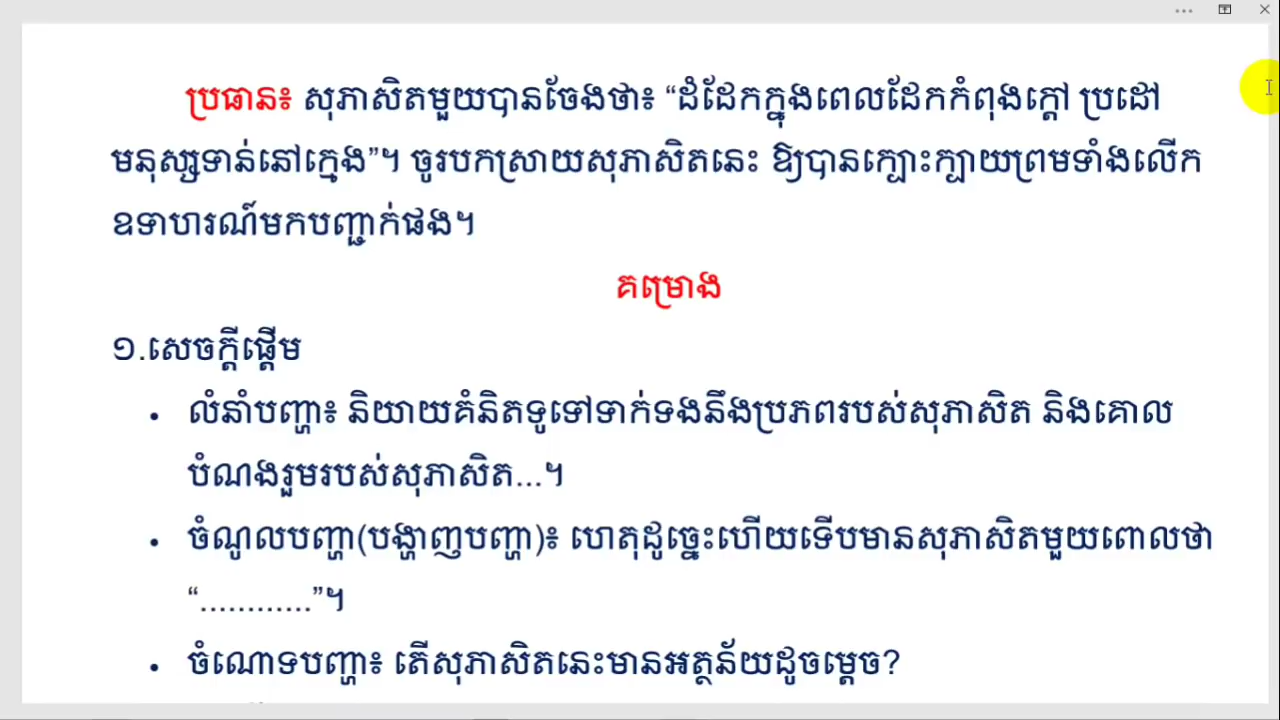 ប្រធាន៖ សុភាសិតមួយបានចែងថា៖ “ដំដែកក្នុងពេលដែកកំពុងក្ដៅ ប្រដៅ
មនុស្សទាន់នៅក្មេង”។ ចូរបកស្រាយសុភាសិតនេះ ឱ្យបានក្បោះក្បាយព្រមទាំងលើក
ឧទាហរណ៍មកបញ្ជាក់ផង។
គម្រោង
១.សេចក្ដីផ្ដើម
• លំនាំបញ្ហា៖ និយាយគំនិតទូទៅទាក់ទងនឹងប្រភពរបស់សុភាសិត និងគោល
បំណងរួមរបស់សុភាសិត...។
• ចំណូលបញ្ហា(បង្ហាញបញ្ហា)៖ ហេតុដូច្នេះហើយទើបមានសុភាសិតមួយពោលថា
“............”។
• ចំណោទបញ្ហា៖ តើសុភាសិតនេះមានអត្ថន័យដូចម្ដេច?